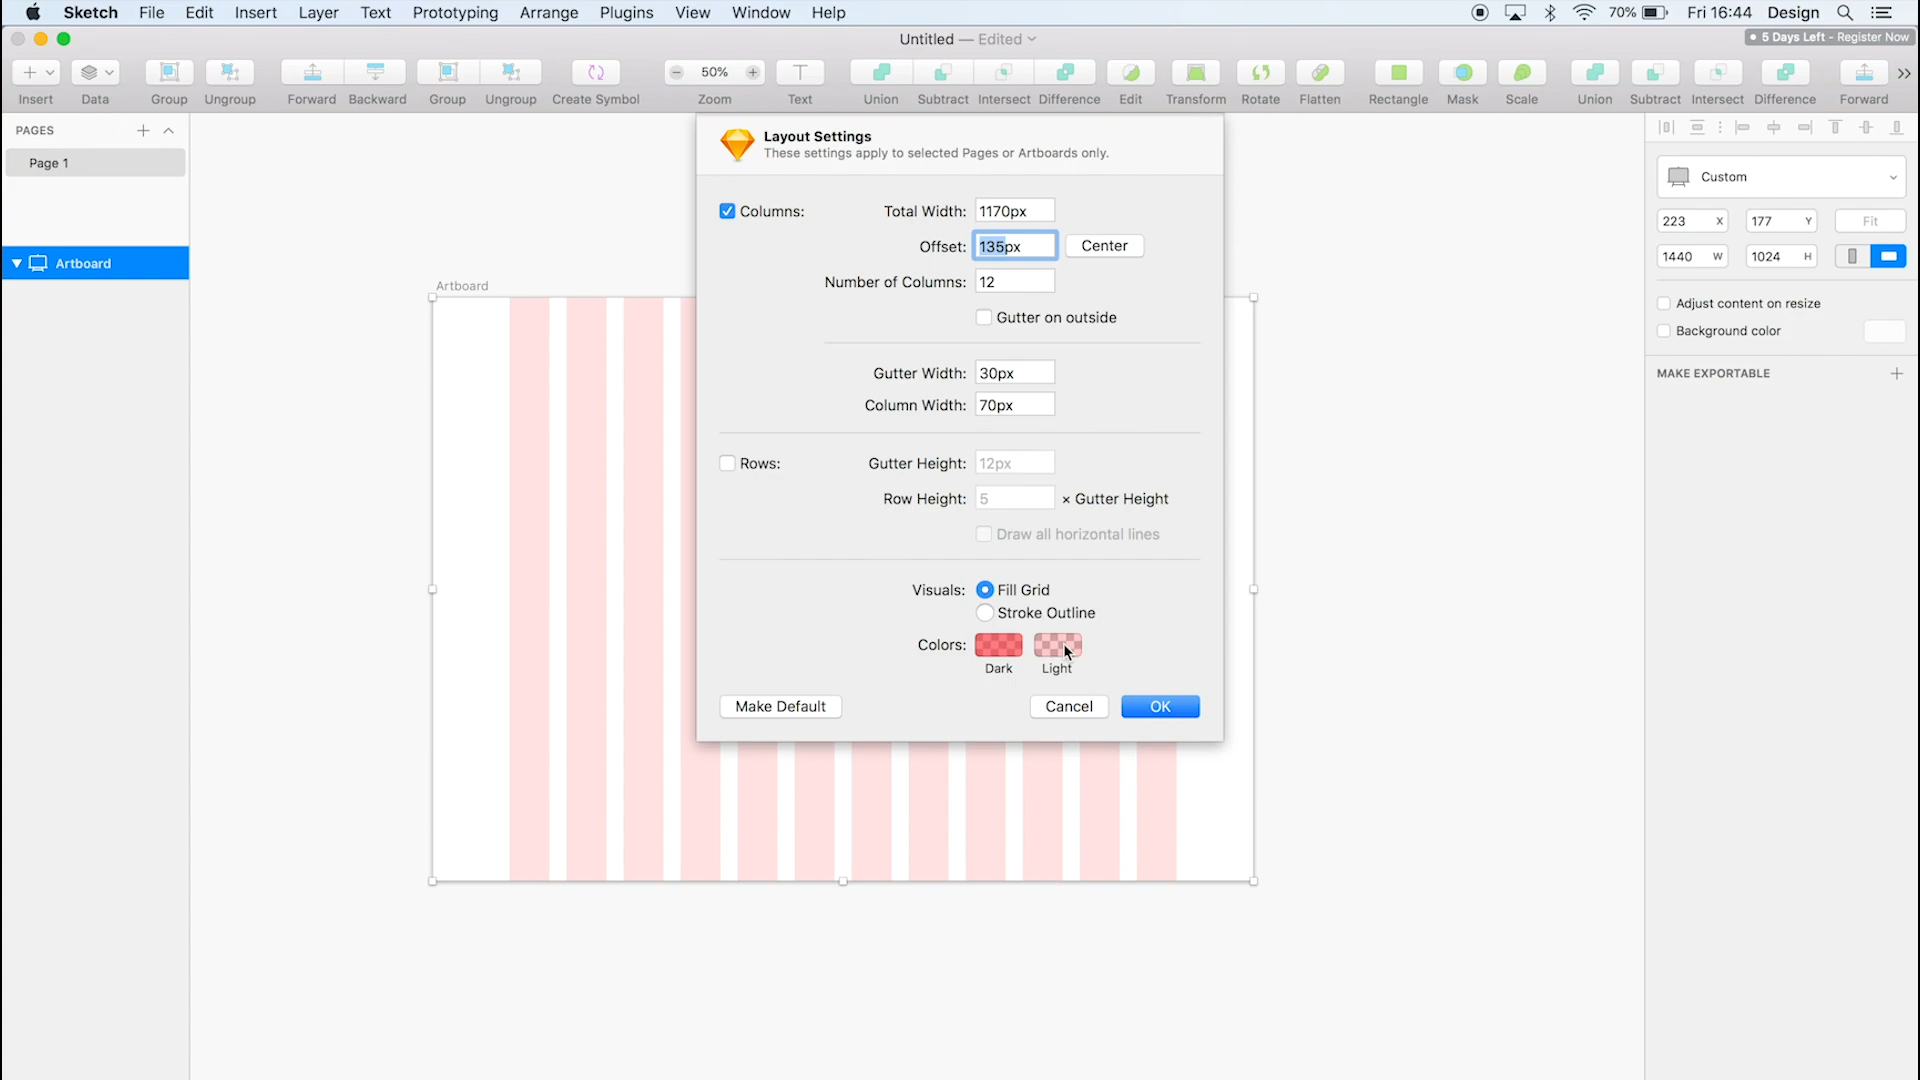 Sketch File Edit Insert Layer Text Prototyping Arrange Plugins View Window Help 70% Fri 16:44 Design
Untitled — Edited
5 Days Left - Register Now
50%
Insert Data Group Ungroup Forward Backward Group Ungroup Create Symbol Zoom Text Union Subtract Intersect Difference Edit Transform Rotate Flatten Rectangle Mask Scale Union Subtract Intersect Difference Forward
PAGES
Page 1
Artboard
Artboard
Layout Settings
These settings apply to selected Pages or Artboards only.
Columns: Total Width: 1170px
Offset: 135px Center
Number of Columns: 12
Gutter on outside
Gutter Width: 30px
Column Width: 70px
Rows: Gutter Height: 12px
Row Height: 5 × Gutter Height
Draw all horizontal lines
Visuals: Fill Grid
Stroke Outline
Colors:
Dark Light
Make Default Cancel OK
Custom
223 X 177 Y Fit
1440 W 1024 H
Adjust content on resize
Background color
MAKE EXPORTABLE